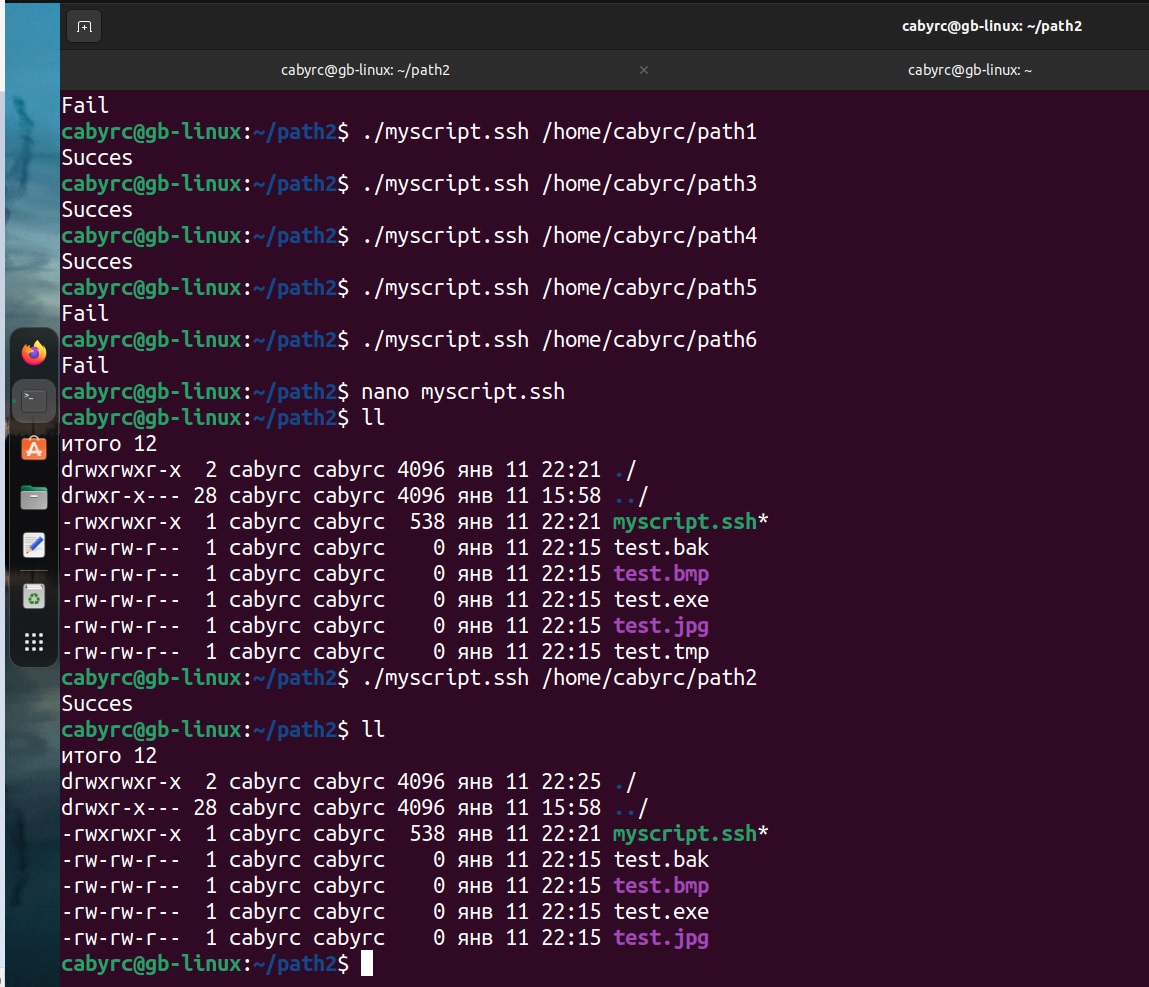 cabyrc@gb-linux: ~/path2
cabyrc@gb-linux: ~/path2 × cabyrc@gb-linux: ~
Fail
cabyrc@gb-linux:~/path2$ ./myscript.ssh /home/cabyrc/path1
Succes
cabyrc@gb-linux:~/path2$ ./myscript.ssh /home/cabyrc/path3
Succes
cabyrc@gb-linux:~/path2$ ./myscript.ssh /home/cabyrc/path4
Succes
cabyrc@gb-linux:~/path2$ ./myscript.ssh /home/cabyrc/path5
Fail
cabyrc@gb-linux:~/path2$ ./myscript.ssh /home/cabyrc/path6
Fail
cabyrc@gb-linux:~/path2$ nano myscript.ssh
cabyrc@gb-linux:~/path2$ ll
итого 12
drwxrwxr-x  2 cabyrc cabyrc 4096 янв 11 22:21 ./
drwxr-x--- 28 cabyrc cabyrc 4096 янв 11 15:58 ../
-rwxrwxr-x  1 cabyrc cabyrc  538 янв 11 22:21 myscript.ssh*
-rw-rw-r--  1 cabyrc cabyrc    0 янв 11 22:15 test.bak
-rw-rw-r--  1 cabyrc cabyrc    0 янв 11 22:15 test.bmp
-rw-rw-r--  1 cabyrc cabyrc    0 янв 11 22:15 test.exe
-rw-rw-r--  1 cabyrc cabyrc    0 янв 11 22:15 test.jpg
-rw-rw-r--  1 cabyrc cabyrc    0 янв 11 22:15 test.tmp
cabyrc@gb-linux:~/path2$ ./myscript.ssh /home/cabyrc/path2
Succes
cabyrc@gb-linux:~/path2$ ll
итого 12
drwxrwxr-x  2 cabyrc cabyrc 4096 янв 11 22:25 ./
drwxr-x--- 28 cabyrc cabyrc 4096 янв 11 15:58 ../
-rwxrwxr-x  1 cabyrc cabyrc  538 янв 11 22:21 myscript.ssh*
-rw-rw-r--  1 cabyrc cabyrc    0 янв 11 22:15 test.bak
-rw-rw-r--  1 cabyrc cabyrc    0 янв 11 22:15 test.bmp
-rw-rw-r--  1 cabyrc cabyrc    0 янв 11 22:15 test.exe
-rw-rw-r--  1 cabyrc cabyrc    0 янв 11 22:15 test.jpg
cabyrc@gb-linux:~/path2$